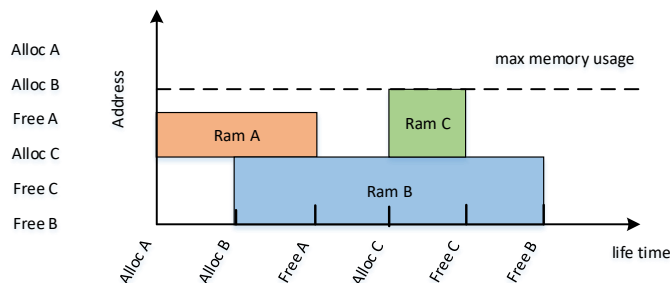 Alloc A
Alloc B
Free A
Alloc C
Free C
Free B
Address
max memory usage
Ram A
Ram C
Ram B
Alloc A
Alloc B
Free A
Alloc C
Free C
Free B
life time